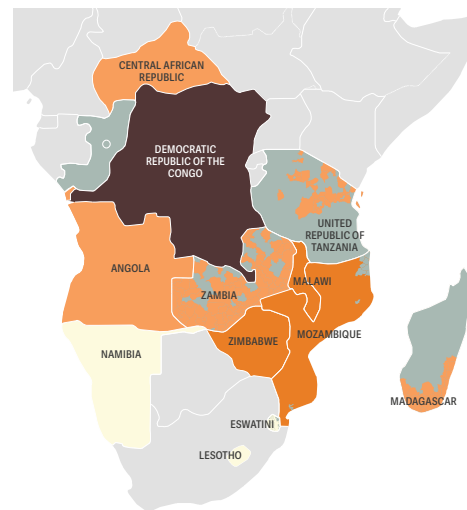 CENTRAL AFRICAN
REPUBLIC
DEMOCRATIC
REPUBLIC OF THE
CONGO
UNITED
REPUBLIC OF
TANZANIA
ANGOLA
MALAWI
ZAMBIA
MOZAMBIQUE
ZIMBABWE
NAMIBIA
MADAGASCAR
ESWATINI
LESOTHO